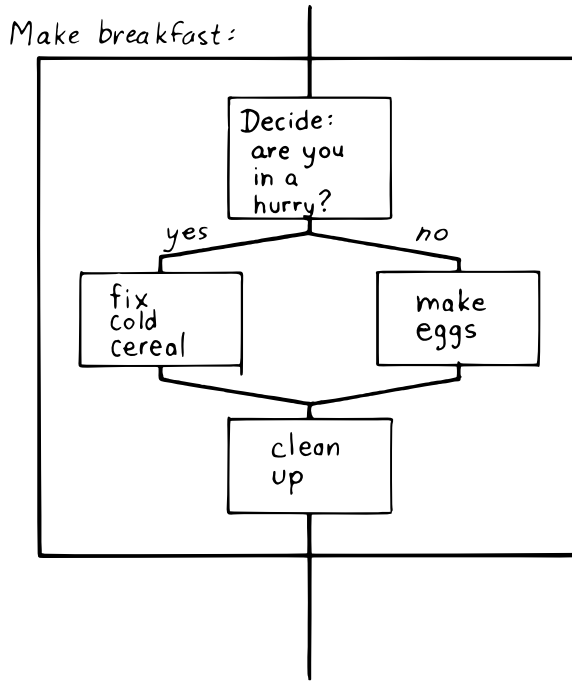 Make breakfast:
Decide:
are you
in a
hurry?
yes
no
fix
cold
cereal
make
eggs
clean
up